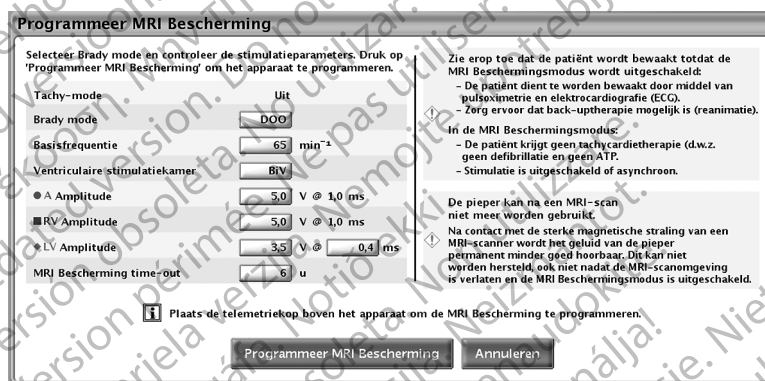 Programmeer MRI Bescherming
Selecteer Brady mode en controleer de stimulatieparameters. Druk op
'Programmeer MRI Bescherming' om het apparaat te programmeren.
Tachy-mode Uit
Brady mode DOO
Basisfrequentie 65 min⁻¹
Ventriculaire stimulatiekamer BiV
A Amplitude 5,0 V @ 1,0 ms
RV Amplitude 5,0 V @ 1,0 ms
LV Amplitude 3,5 V @ 0,4 ms
MRI Bescherming time-out 6 u
Zie erop toe dat de patiënt wordt bewaakt totdat de
MRI Beschermingsmodus wordt uitgeschakeld:
- De patiënt dient te worden bewaakt door middel van
pulsoximetrie en elektrocardiografie (ECG).
- Zorg ervoor dat back-uptherapie mogelijk is (reanimatie).
In de MRI Beschermingsmodus:
- De patiënt krijgt geen tachycardietherapie (d.w.z.
geen defibrillatie en geen ATP.
- Stimulatie is uitgeschakeld of asynchroon.
De pieper kan na een MRI-scan
niet meer worden gebruikt.
Na contact met de sterke magnetische straling van een
MRI-scanner wordt het geluid van de pieper
permanent minder goed hoorbaar. Dit kan niet
worden hersteld, ook niet nadat de MRI-scanomgeving
is verlaten en de MRI Beschermingsmodus is uitgeschakeld.
Plaats de telemetriekop boven het apparaat om de MRI Bescherming te programmeren.
Programmeer MRI Bescherming Annuleren